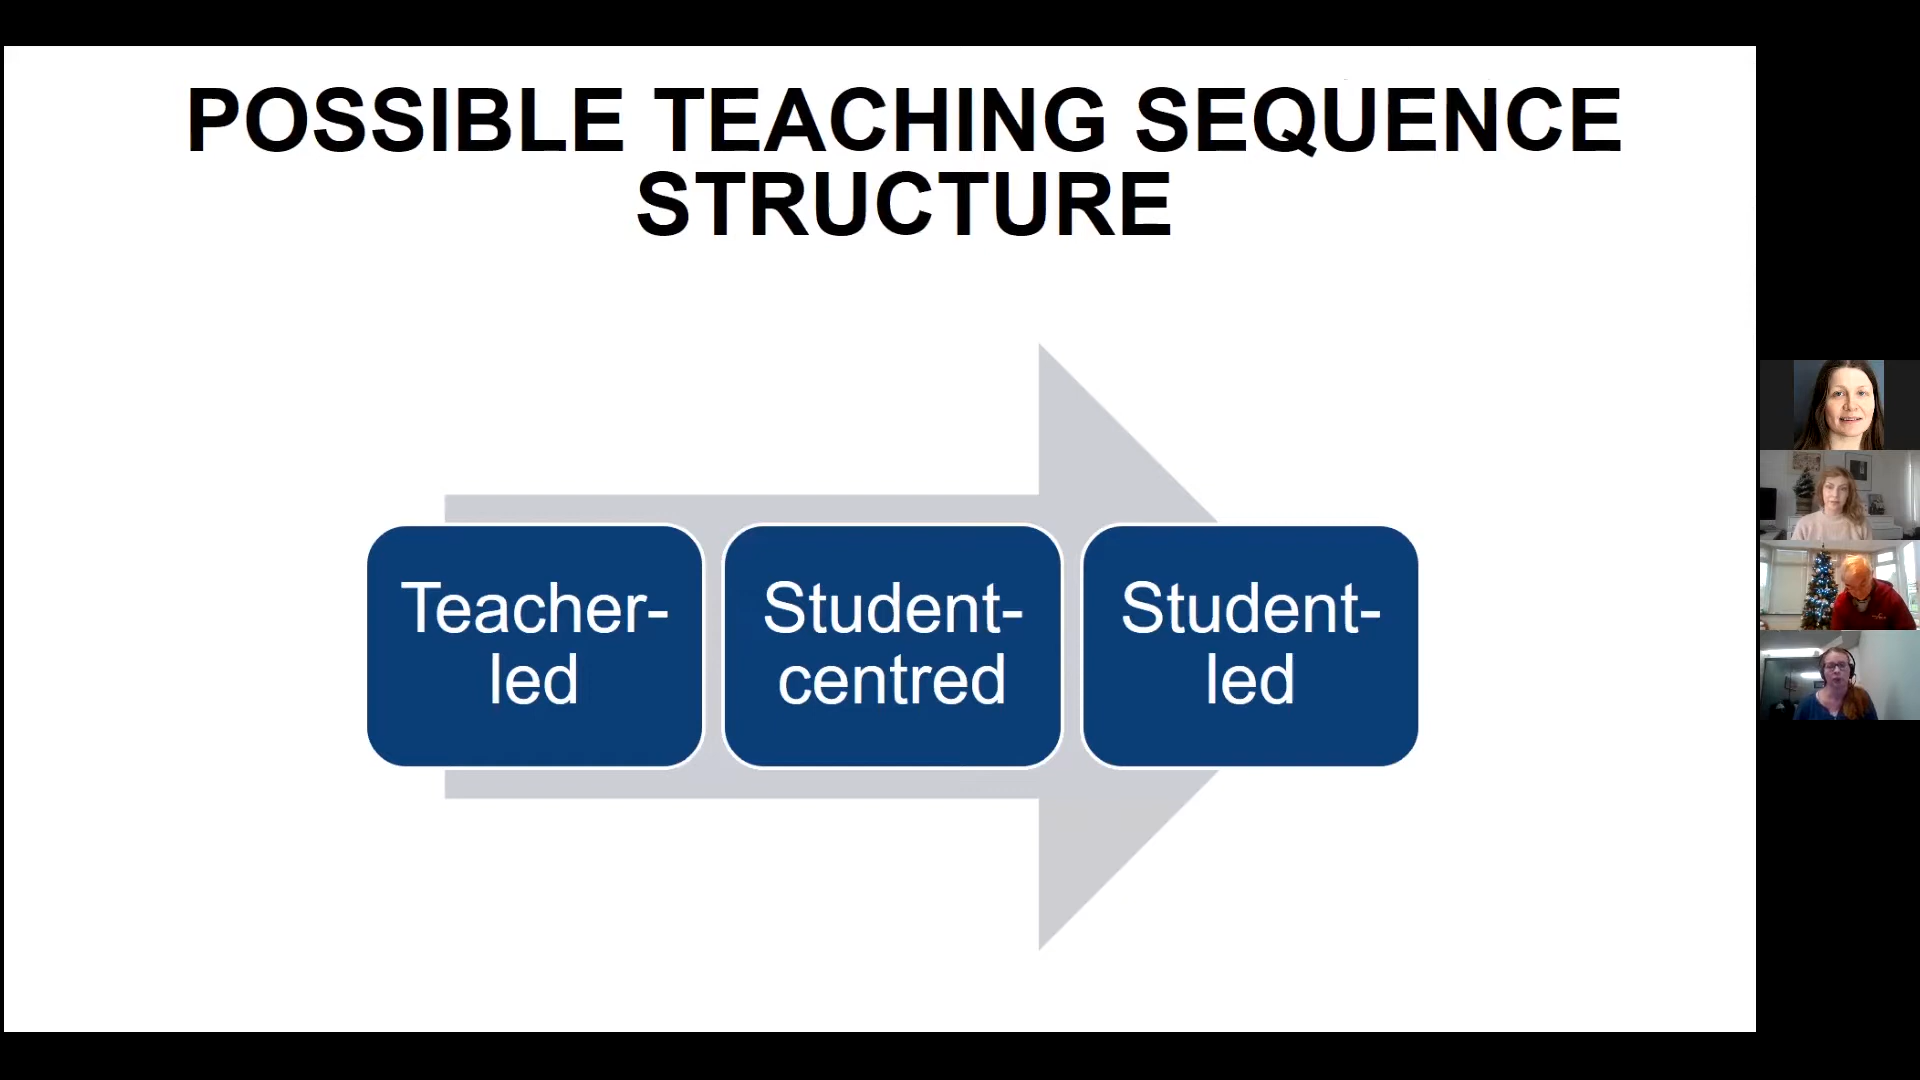 POSSIBLE TEACHING SEQUENCE
STRUCTURE
Teacher-
led
Student-
centred
Student-
led